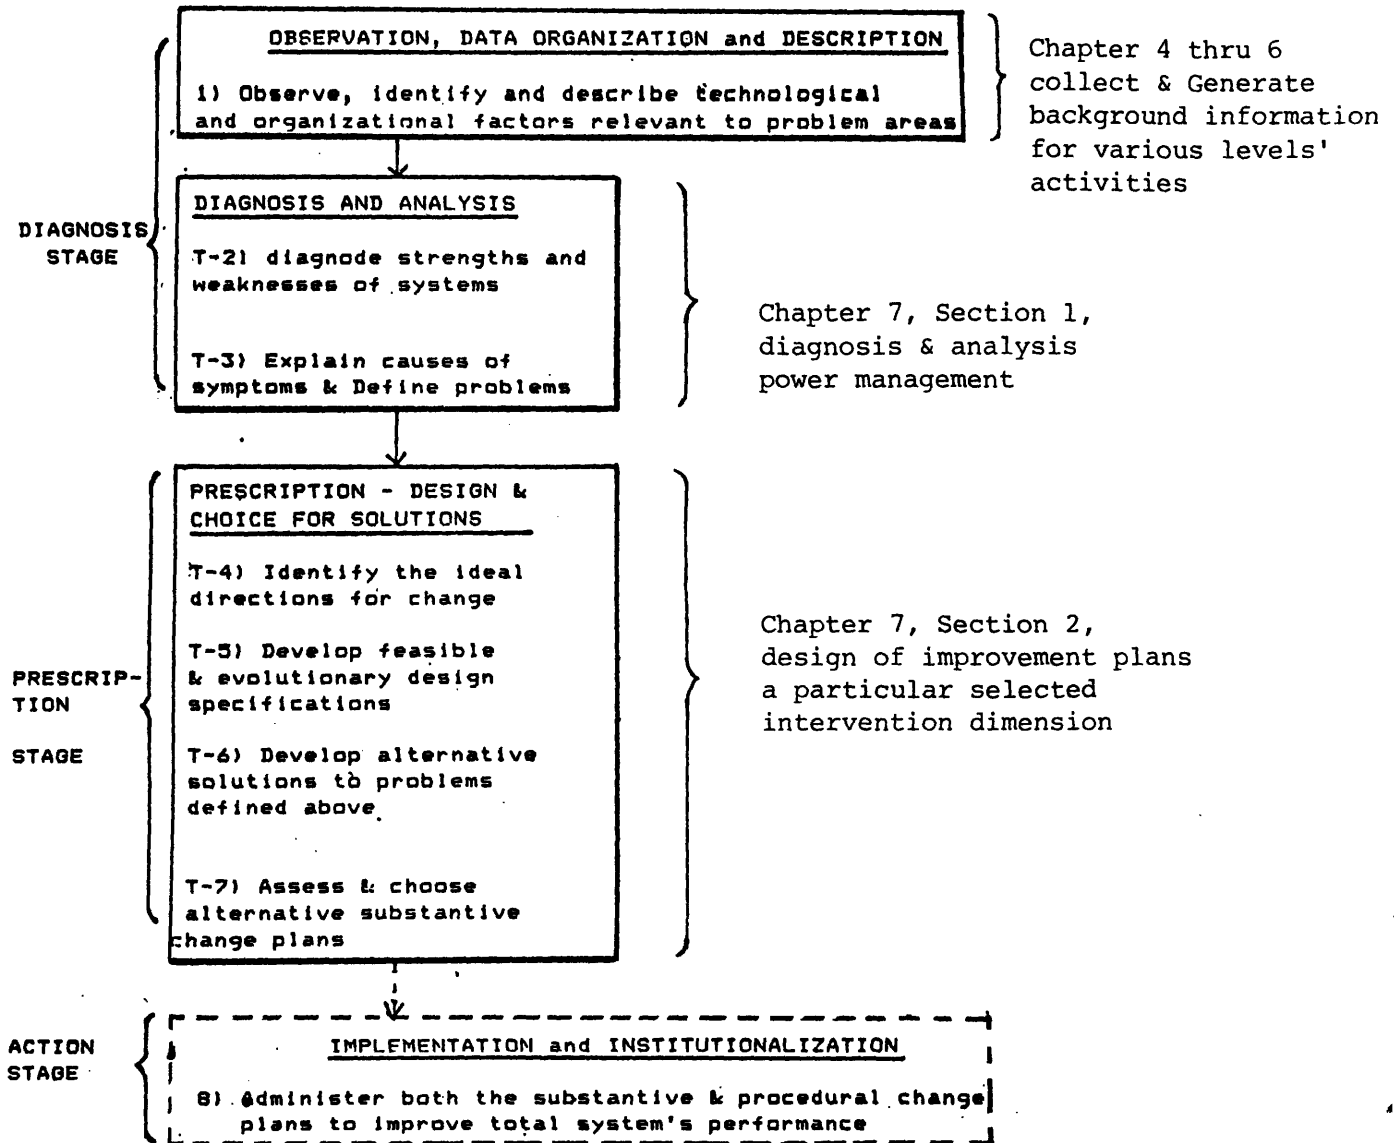 OBSERVATION, DATA ORGANIZATION and DESCRIPTION
1) Observe, identify and describe technological
and organizational factors relevant to problem areas
Chapter 4 thru 6
collect & Generate
background information
for various levels'
activities
DIAGNOSIS
STAGE
DIAGNOSIS AND ANALYSIS
T-2) diagnode strengths and
weaknesses of systems
T-3) Explain causes of
symptoms & Define problems
Chapter 7, Section 1,
diagnosis & analysis
power management
PRESCRIP-
TION
STAGE
PRESCRIPTION - DESIGN &
CHOICE FOR SOLUTIONS
T-4) Identify the ideal
directions for change
T-5) Develop feasible
& evolutionary design
specifications
T-6) Develop alternative
solutions to problems
defined above
T-7) Assess & choose
alternative substantive
change plans
Chapter 7, Section 2,
design of improvement plans
a particular selected
intervention dimension
ACTION
STAGE
IMPLEMENTATION and INSTITUTIONALIZATION
8) Administer both the substantive & procedural change
plans to improve total system's performance